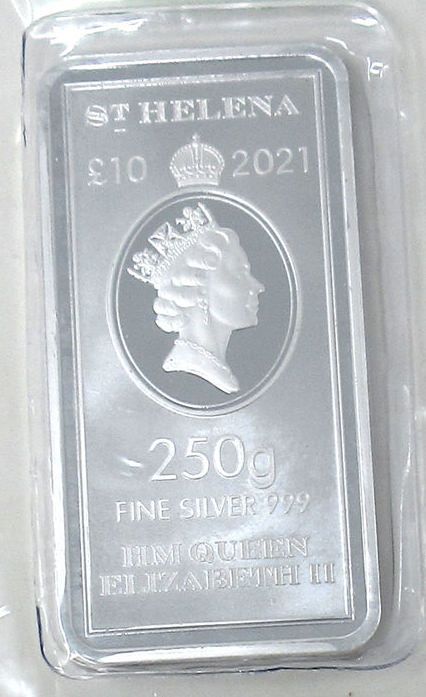 ST HELENA
£10 2021
250g
FINE SILVER 999
HM QUEEN
ELIZABETH II